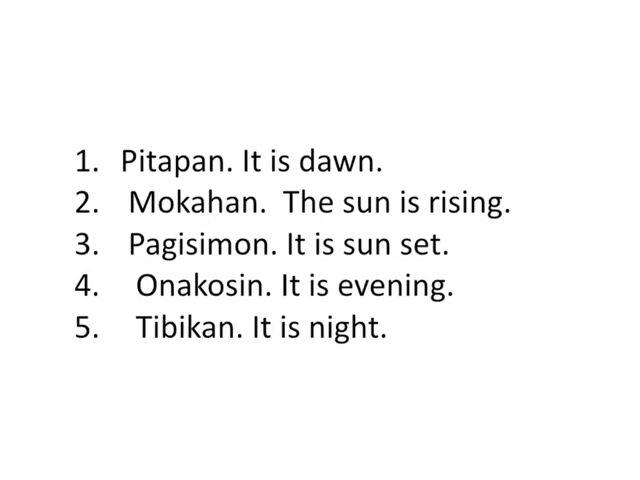 1. Pitapan. It is dawn.
2. Mokahan. The sun is rising.
3. Pagisimon. It is sun set.
4. Onakosin. It is evening.
5. Tibikan. It is night.